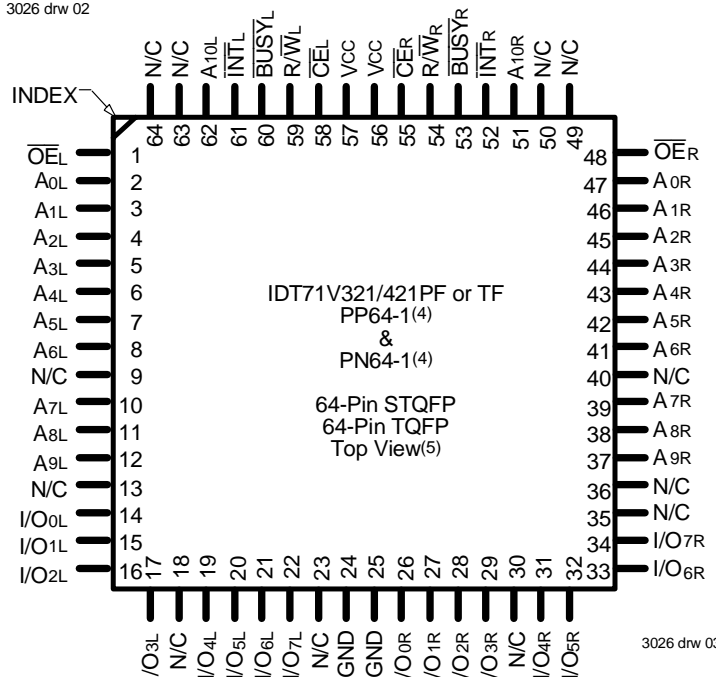 3026 drw 02
INDEX
N/C
N/C
A10L
INTL
BUSYL
R/WL
CEL
VCC
VCC
CER
R/WR
BUSYR
INTR
A10R
N/C
N/C
64
63
62
61
60
59
58
57
56
55
54
53
52
51
50
49
OEL 1
A0L 2
A1L 3
A2L 4
A3L 5
A4L 6
A5L 7
A6L 8
N/C 9
A7L 10
A8L 11
A9L 12
N/C 13
I/O0L 14
I/O1L 15
I/O2L 16
IDT71V321/421PF or TF
PP64-1(4)
&
PN64-1(4)
64-Pin STQFP
64-Pin TQFP
Top View(5)
48 OER
47 A0R
46 A1R
45 A2R
44 A3R
43 A4R
42 A5R
41 A6R
40 N/C
39 A7R
38 A8R
37 A9R
36 N/C
35 N/C
34 I/O7R
33 I/O6R
17
18
19
20
21
22
23
24
25
26
27
28
29
30
31
32
/O3L
N/C
I/O4L
I/O5L
I/O6L
I/O7L
N/C
GND
GND
I/O0R
I/O1R
I/O2R
I/O3R
N/C
I/O4R
I/O5R
3026 drw 03